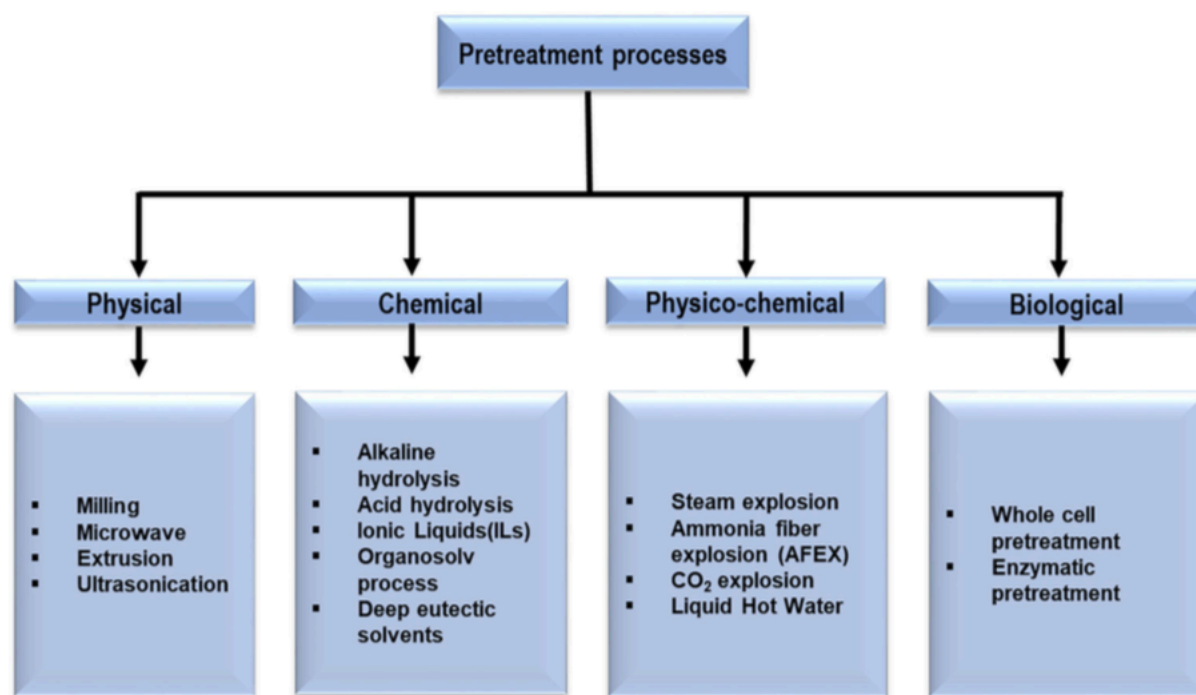 Pretreatment processes
Physical
Chemical
Physico-chemical
Biological
▪ Milling
▪ Microwave
▪ Extrusion
▪ Ultrasonication
▪ Alkaline
hydrolysis
▪ Acid hydrolysis
▪ Ionic Liquids(ILs)
▪ Organosolv
process
▪ Deep eutectic
solvents
▪ Steam explosion
▪ Ammonia fiber
explosion (AFEX)
▪ CO₂ explosion
▪ Liquid Hot Water
▪ Whole cell
pretreatment
▪ Enzymatic
pretreatment